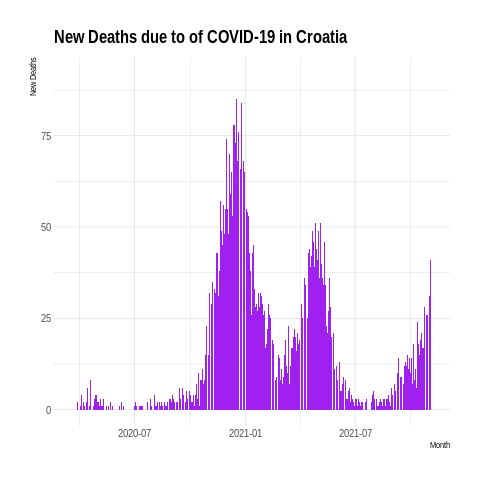 New Deaths due to of COVID-19 in Croatia
New Deaths
75
50
25
0
2020-07
2021-01
2021-07
Month